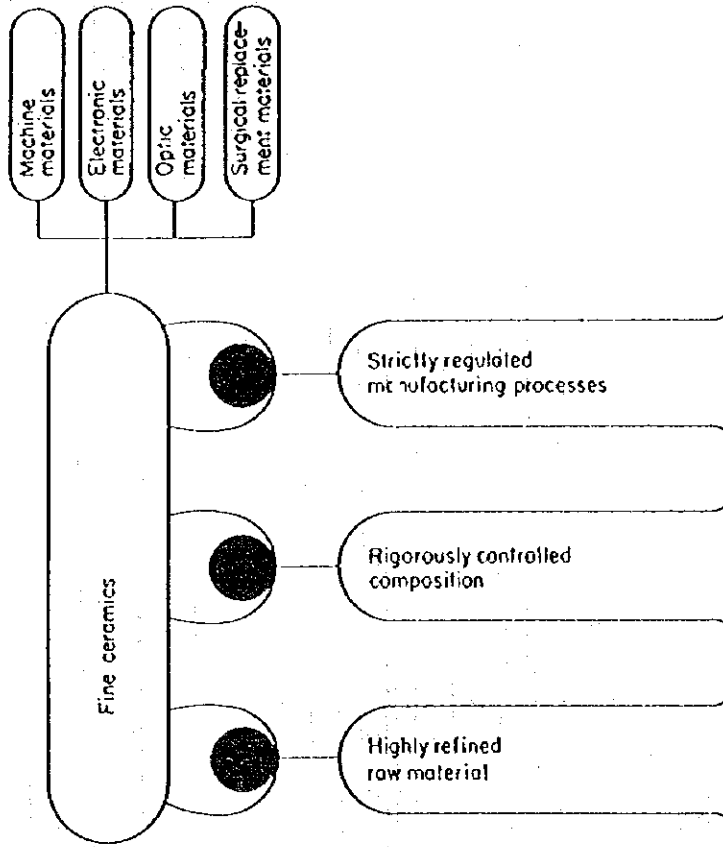 Machine
materials
Electronic
materials
Optic
materials
Surgical replace-
ment materials
Fine ceramics
Strictly regulated
manufacturing processes
Rigorously controlled
composition
Highly refined
raw material